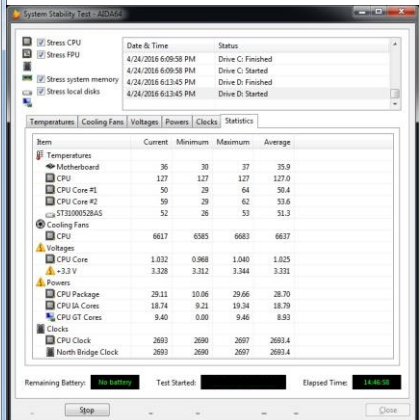 System Stability Test - AIDA64
Stress CPU
Stress FPU
Stress system memory
Stress local disks
Date & Time Status
4/24/2016 6:09:58 PM Drive C: Finished
4/24/2016 6:09:58 PM Drive C: Started
4/24/2016 6:13:45 PM Drive D: Finished
4/24/2016 6:13:45 PM Drive D: Started
Temperatures Cooling Fans Voltages Powers Clocks Statistics
Item Current Minimum Maximum Average
Temperatures
Motherboard 36 30 37 35.9
CPU 127 127 127 127.0
CPU Core #1 50 29 64 50.4
CPU Core #2 59 29 62 53.6
ST31000528AS 52 26 53 51.3
Cooling Fans
CPU 6617 6585 6683 6637
Voltages
CPU Core 1.032 0.968 1.040 1.025
+3.3 V 3.328 3.312 3.344 3.331
Powers
CPU Package 29.11 10.06 29.66 28.70
CPU IA Cores 18.74 9.21 19.34 18.79
CPU GT Cores 9.40 0.00 9.46 8.93
Clocks
CPU Clock 2693 2690 2697 2693.4
North Bridge Clock 2693 2690 2697 2693.4
Remaining Battery: No battery Test Started: Elapsed Time: 14:46:58
Stop Close